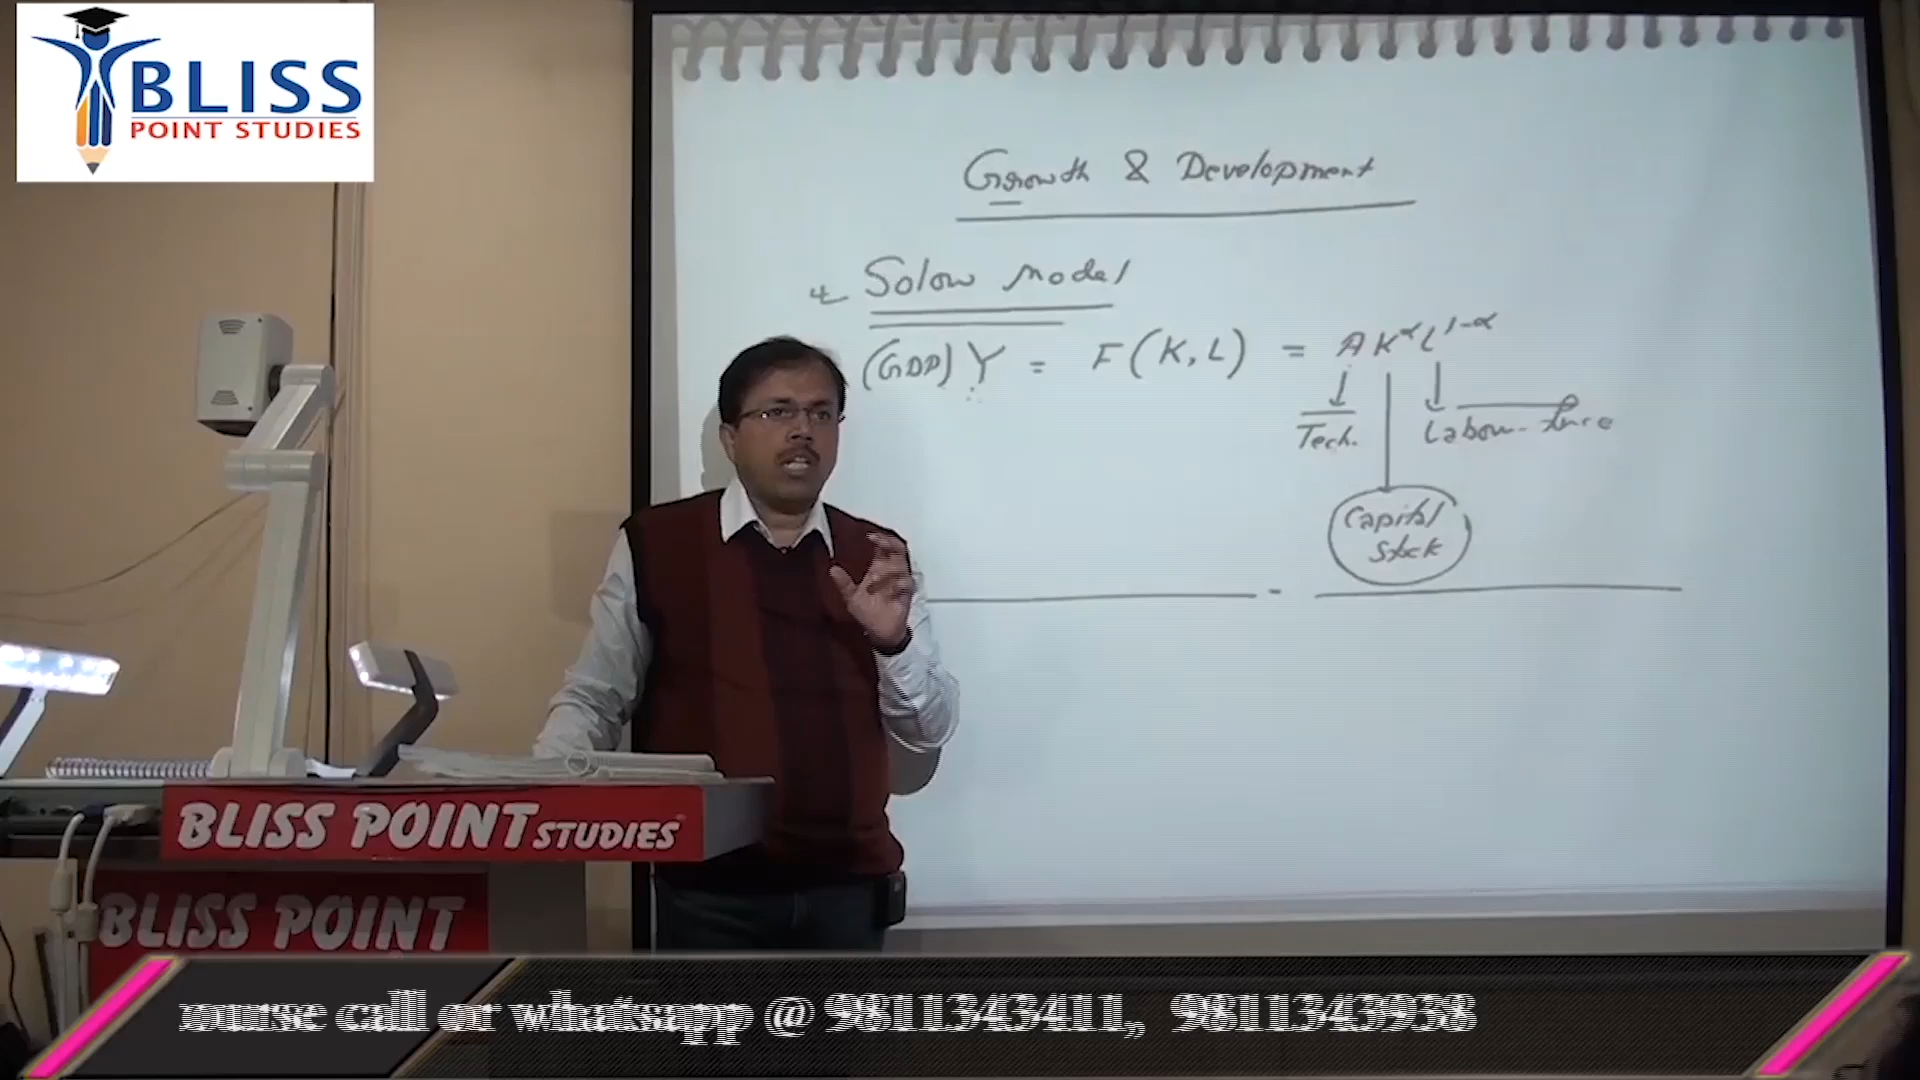 BLISS
POINT STUDIES
Growth & Development
Solow Model
(GDP) Y = F(K, L) = A K^α L^1-α
Tech.
Labour-force
Capital
Stock
BLISS POINT STUDIES
BLISS POINT
ourse call or whatsapp @ 9811343411, 9811343938